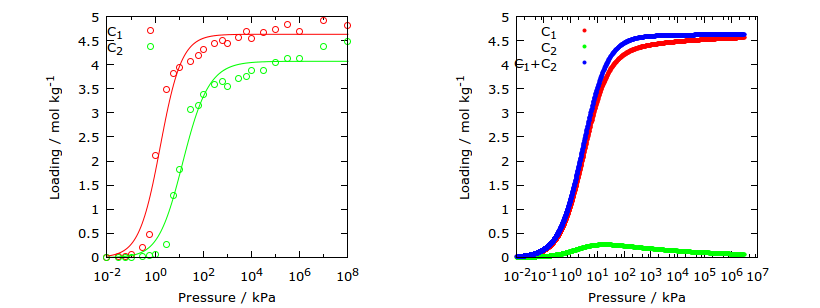 5
4.5
4
3.5
3
2.5
2
1.5
1
0.5
0
Loading / mol kg⁻¹
C₁
C₂
10⁻² 10⁰ 10² 10⁴ 10⁶ 10⁸
Pressure / kPa
5
4.5
4
3.5
3
2.5
2
1.5
1
0.5
0
Loading / mol kg⁻¹
C₁
C₂
C₁+C₂
10⁻² 10⁻¹ 10⁰ 10¹ 10² 10³ 10⁴ 10⁵ 10⁶ 10⁷
Pressure / kPa